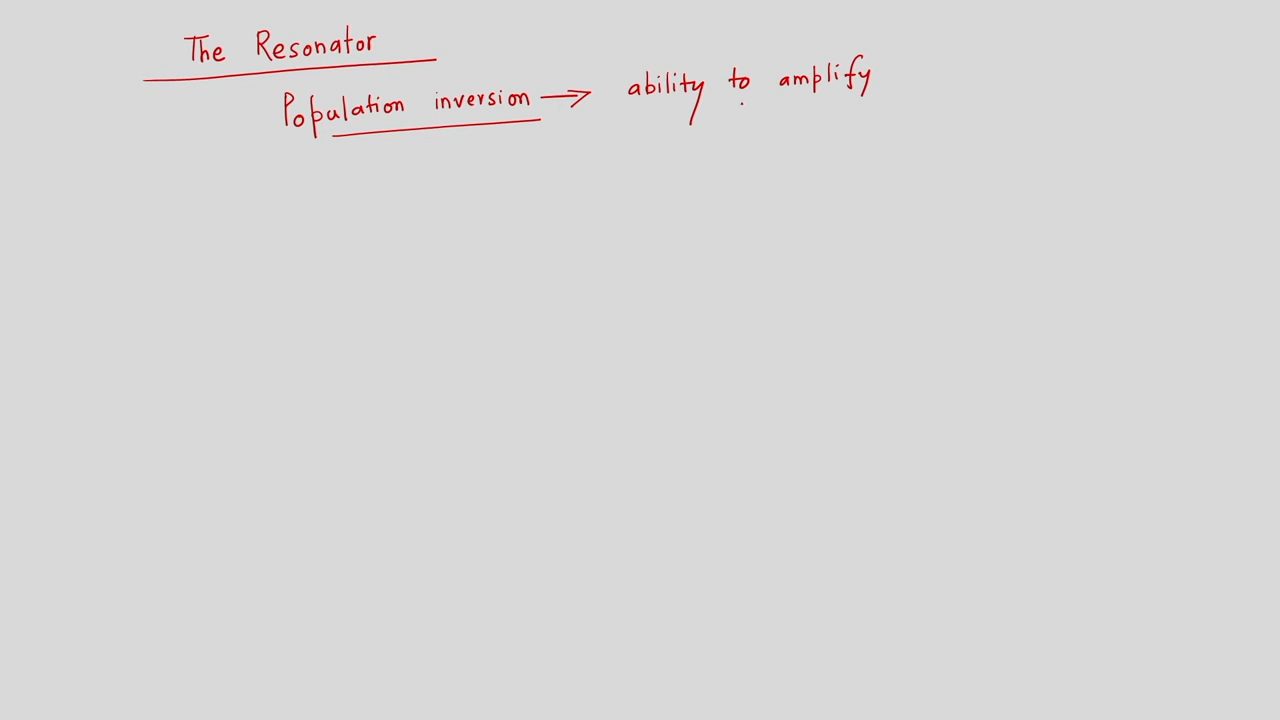 The Resonator
Population inversion → ability to amplify